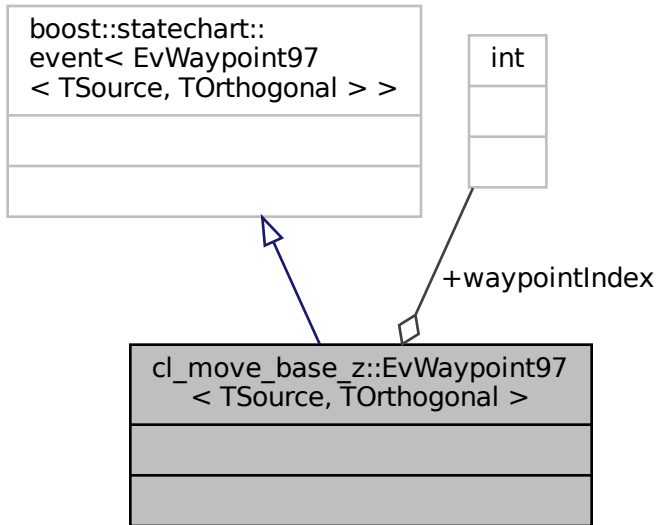 boost::statechart::
event< EvWaypoint97
< TSource, TOrthogonal > >
int
+waypointIndex
cl_move_base_z::EvWaypoint97
< TSource, TOrthogonal >